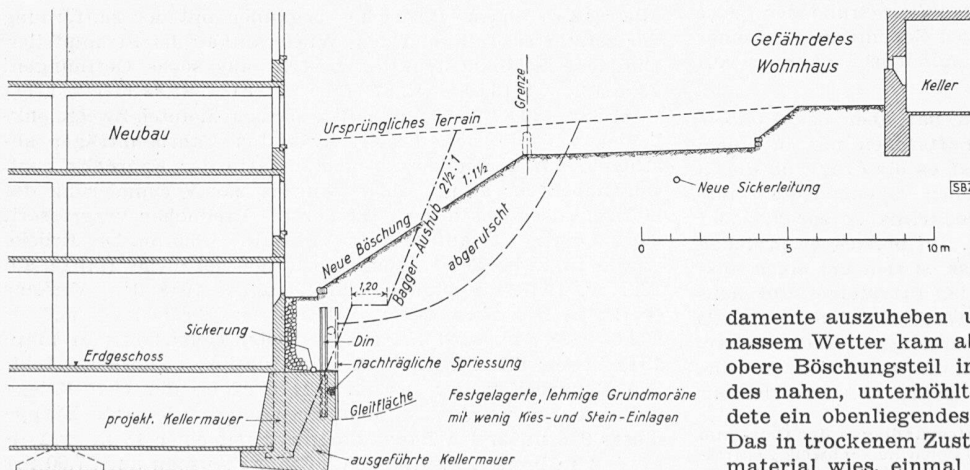 Gefährdetes
Wohnhaus
Keller
Grenze
Neubau
Ursprüngliches Terrain
2½:1
1:1½
Neue Böschung
Bagger-Aushub
abgerutscht
Neue Sickerleitung
SBZ
0 5 10 m
1,20
Sickerung
Din
Erdgeschoss
nachträgliche Spriessung
Gleitfläche
Festgelagerte, lehmige Grundmoräne
mit wenig Kies- und Stein-Einlagen
projekt. Kellermauer
ausgeführte Kellermauer
damente auszuheben
nassem Wetter kam
obere Böschungsteil
des nahen, unterhöhlt
dete ein obenliegendes
Das in trockenem Zust
material wies, einmal